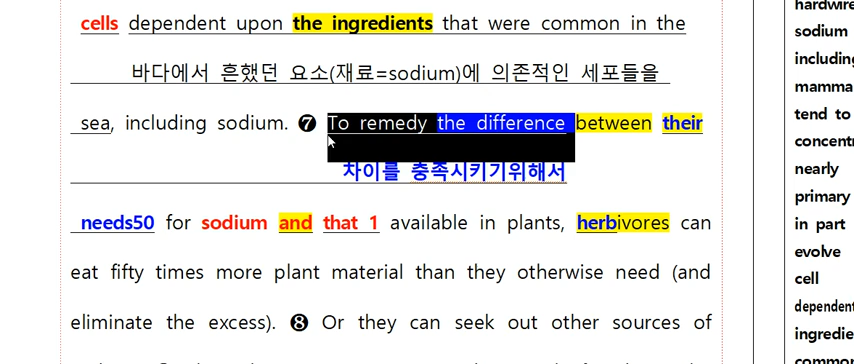 cells dependent upon the ingredients that were common in the
바다에서 흔했던 요소(재료=sodium)에 의존적인 세포들을
sea, including sodium. ❼ To remedy the difference between their
차이를 충족시키기위해서
needs50 for sodium and that 1 available in plants, herbivores can
eat fifty times more plant material than they otherwise need (and
eliminate the excess). ❽ Or they can seek out other sources of
sodium
including
mamma
tend to
concentr
nearly
primary
in part
evolve
cell
dependent
ingredie